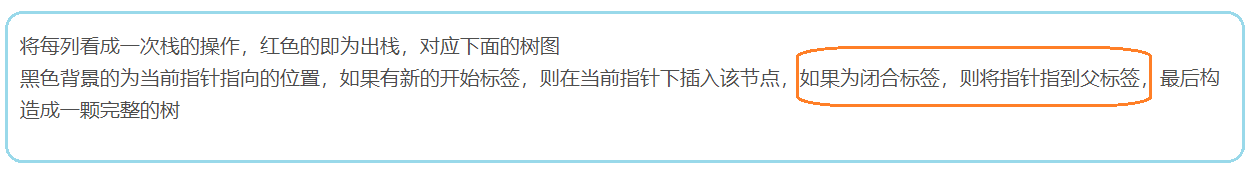 将每列看成一次栈的操作，红色的即为出栈，对应下面的树图
黑色背景的为当前指针指向的位置，如果有新的开始标签，则在当前指针下插入该节点，如果为闭合标签，则将指针指到父标签，最后构
造成一颗完整的树